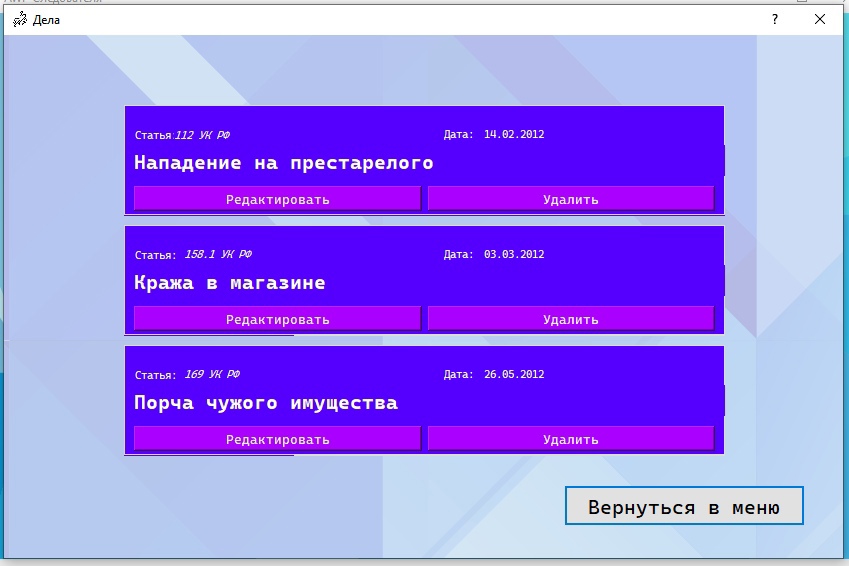 Дела
?
Статья:112 УК РФ Дата: 14.02.2012
Нападение на престарелого
Редактировать Удалить
Статья: 158.1 УК РФ Дата: 03.03.2012
Кража в магазине
Редактировать Удалить
Статья: 169 УК РФ Дата: 26.05.2012
Порча чужого имущества
Редактировать Удалить
Вернуться в меню